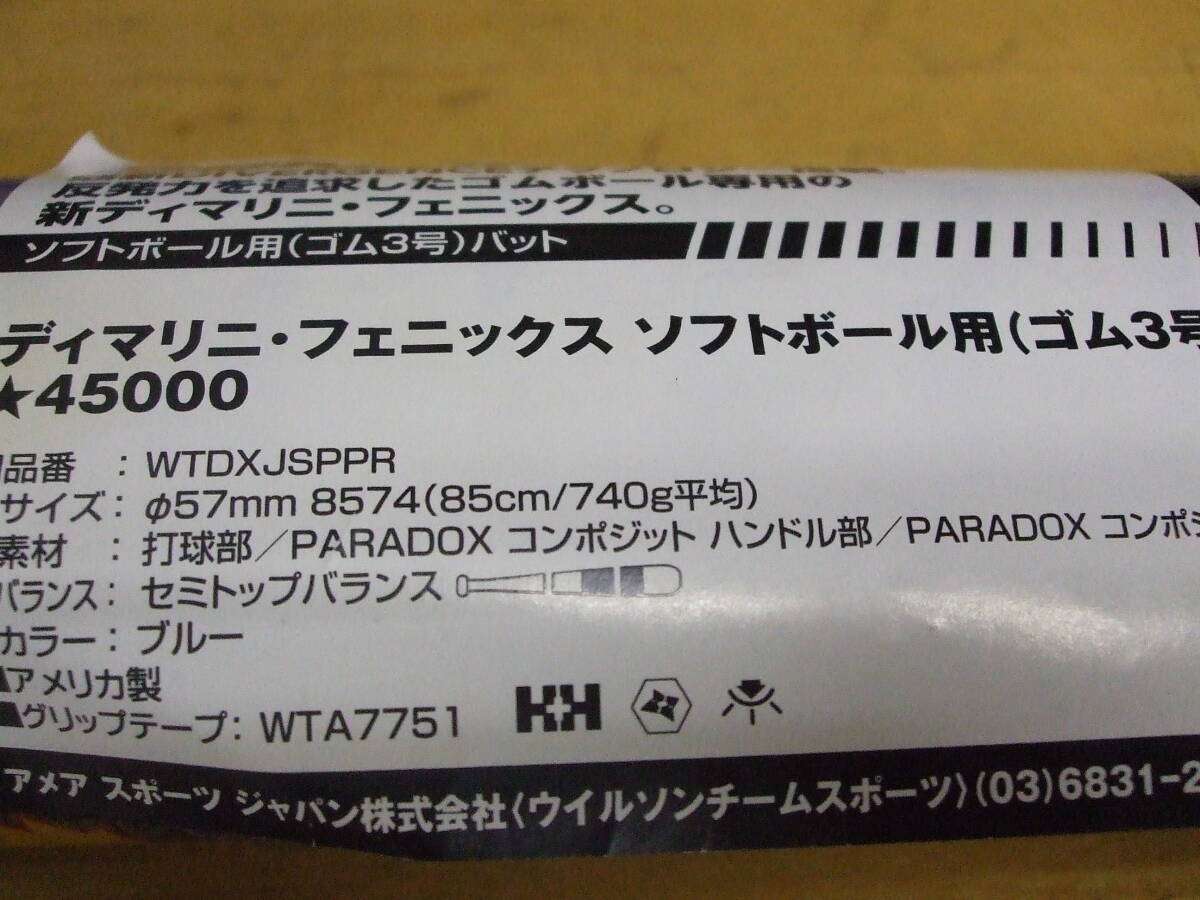 反発力を追求したゴムボール専用の
新ディマリニ・フェニックス。
ソフトボール用(ゴム3号)バット
ディマリニ・フェニックス ソフトボール用(ゴム3号
★45000
品番 : WTDXJSPPR
サイズ: φ57mm 8574(85cm/740g平均)
素材 : 打球部／PARADOX コンポジット ハンドル部／PARADOX コンポジ
バランス: セミトップバランス
カラー: ブルー
アメリカ製
グリップテープ: WTA7751
アメア スポーツ ジャパン株式会社〈ウイルソンチームスポーツ〉(03)6831-2